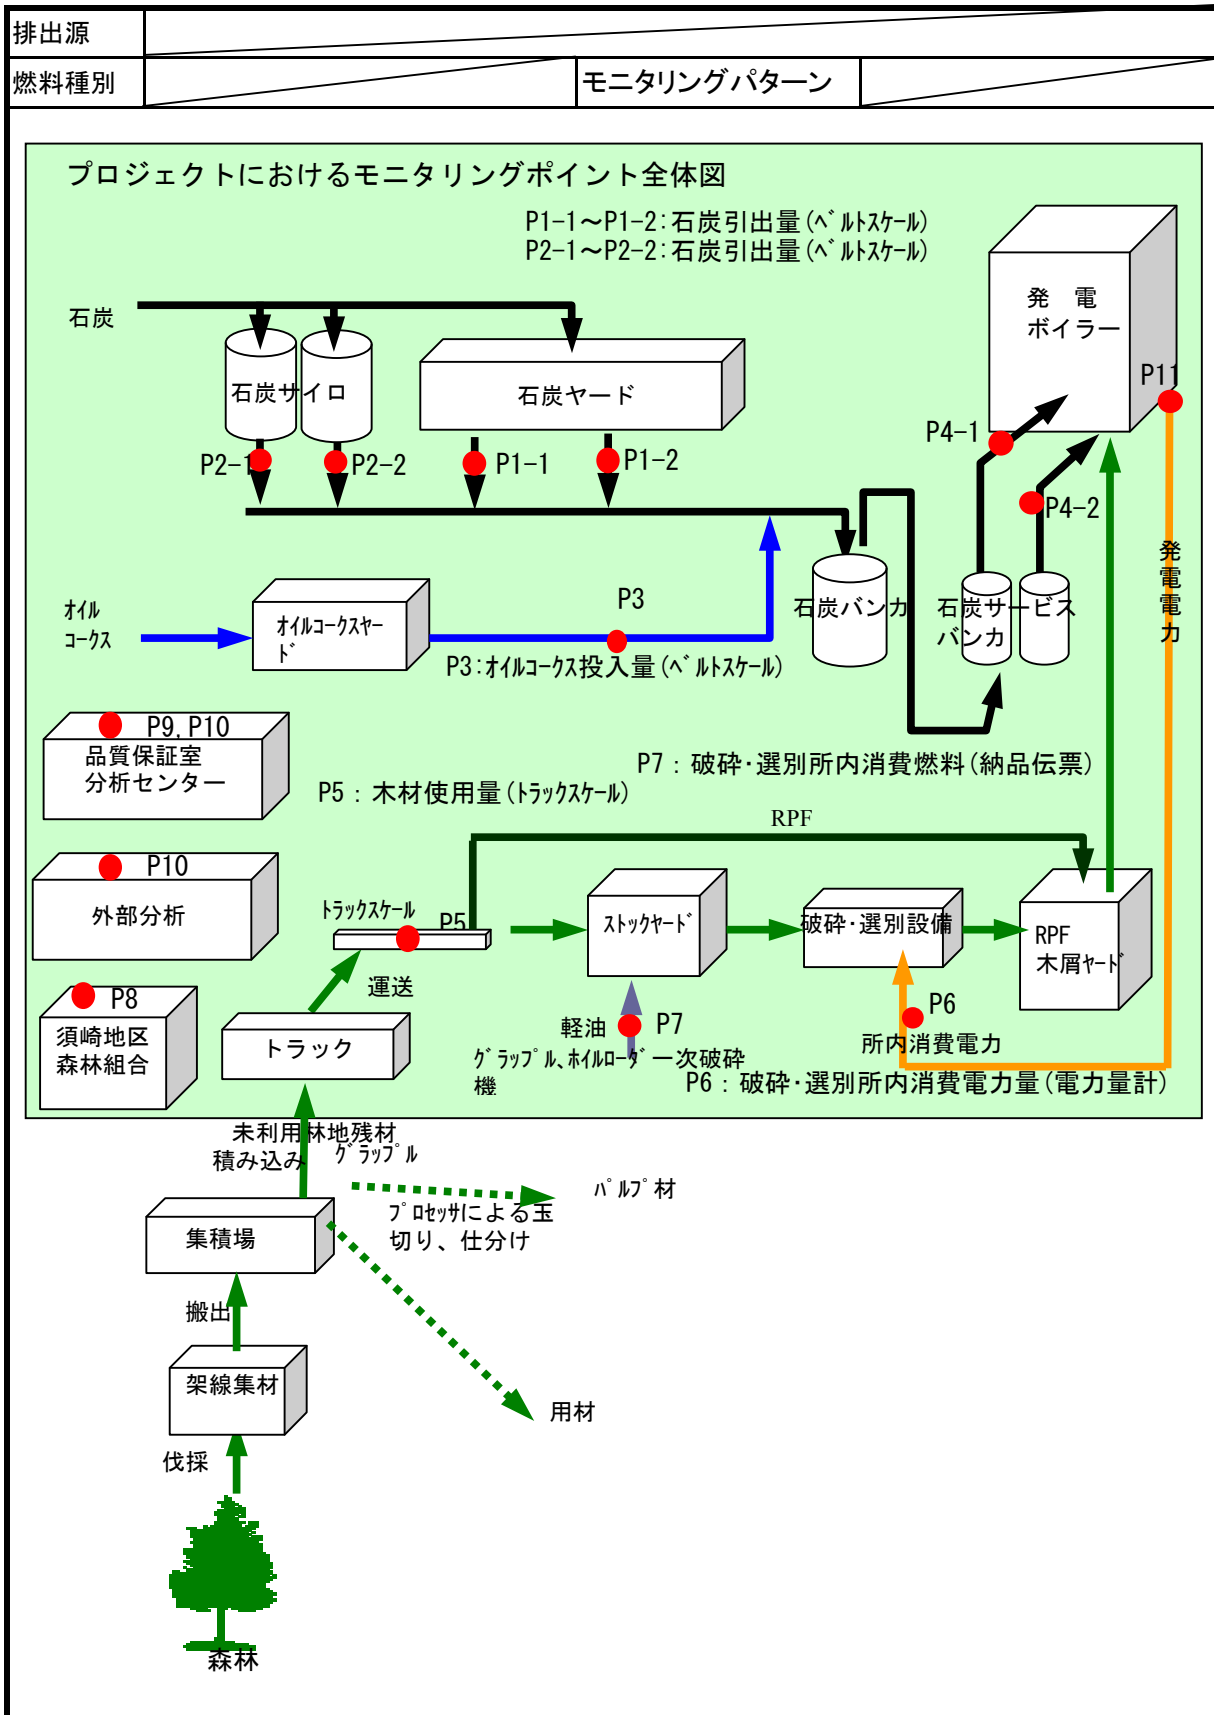 排出源
燃料種別
モニタリングパターン
プロジェクトにおけるモニタリングポイント全体図
P1-1～P1-2:石炭引出量(ﾍﾞﾙﾄｽｹｰﾙ)
P2-1～P2-2:石炭引出量(ﾍﾞﾙﾄｽｹｰﾙ)
発　電
ボイラー
石炭
石炭サイロ
石炭ヤード
P11
P4-1
P2-1
P2-2
P1-1
P1-2
P4-2
発電電力
オイル
コークス
ｵｲﾙｺｰｸｽﾔｰ
ﾄﾞ
P3
石炭バンカ
石炭サービス
バンカ
P3:ｵｲﾙｺｰｸｽ投入量(ﾍﾞﾙﾄｽｹｰﾙ)
P9,P10
品質保証室
分析センター
P7：破砕･選別所内消費燃料(納品伝票)
P5：木材使用量(ﾄﾗｯｸｽｹｰﾙ)
RPF
P10
外部分析
ﾄﾗｯｸｽｹｰﾙ
P5
ｽﾄｯｸﾔｰﾄﾞ
破砕･選別設備
RPF
木屑ﾔｰﾄﾞ
運送
P8
須崎地区
森林組合
トラック
軽油
P7
P6
所内消費電力
ｸﾞﾗｯﾌﾟﾙ､ﾎｲﾙﾛｰﾀﾞ一次破砕
機
P6：破砕･選別所内消費電力量(電力量計)
未利用林地残材
積み込み
ｸﾞﾗｯﾌﾟﾙ
ﾊﾟﾙﾌﾟ材
ﾌﾟﾛｾｯｻによる玉
切り、仕分け
集積場
搬出
架線集材
用材
伐採
森林